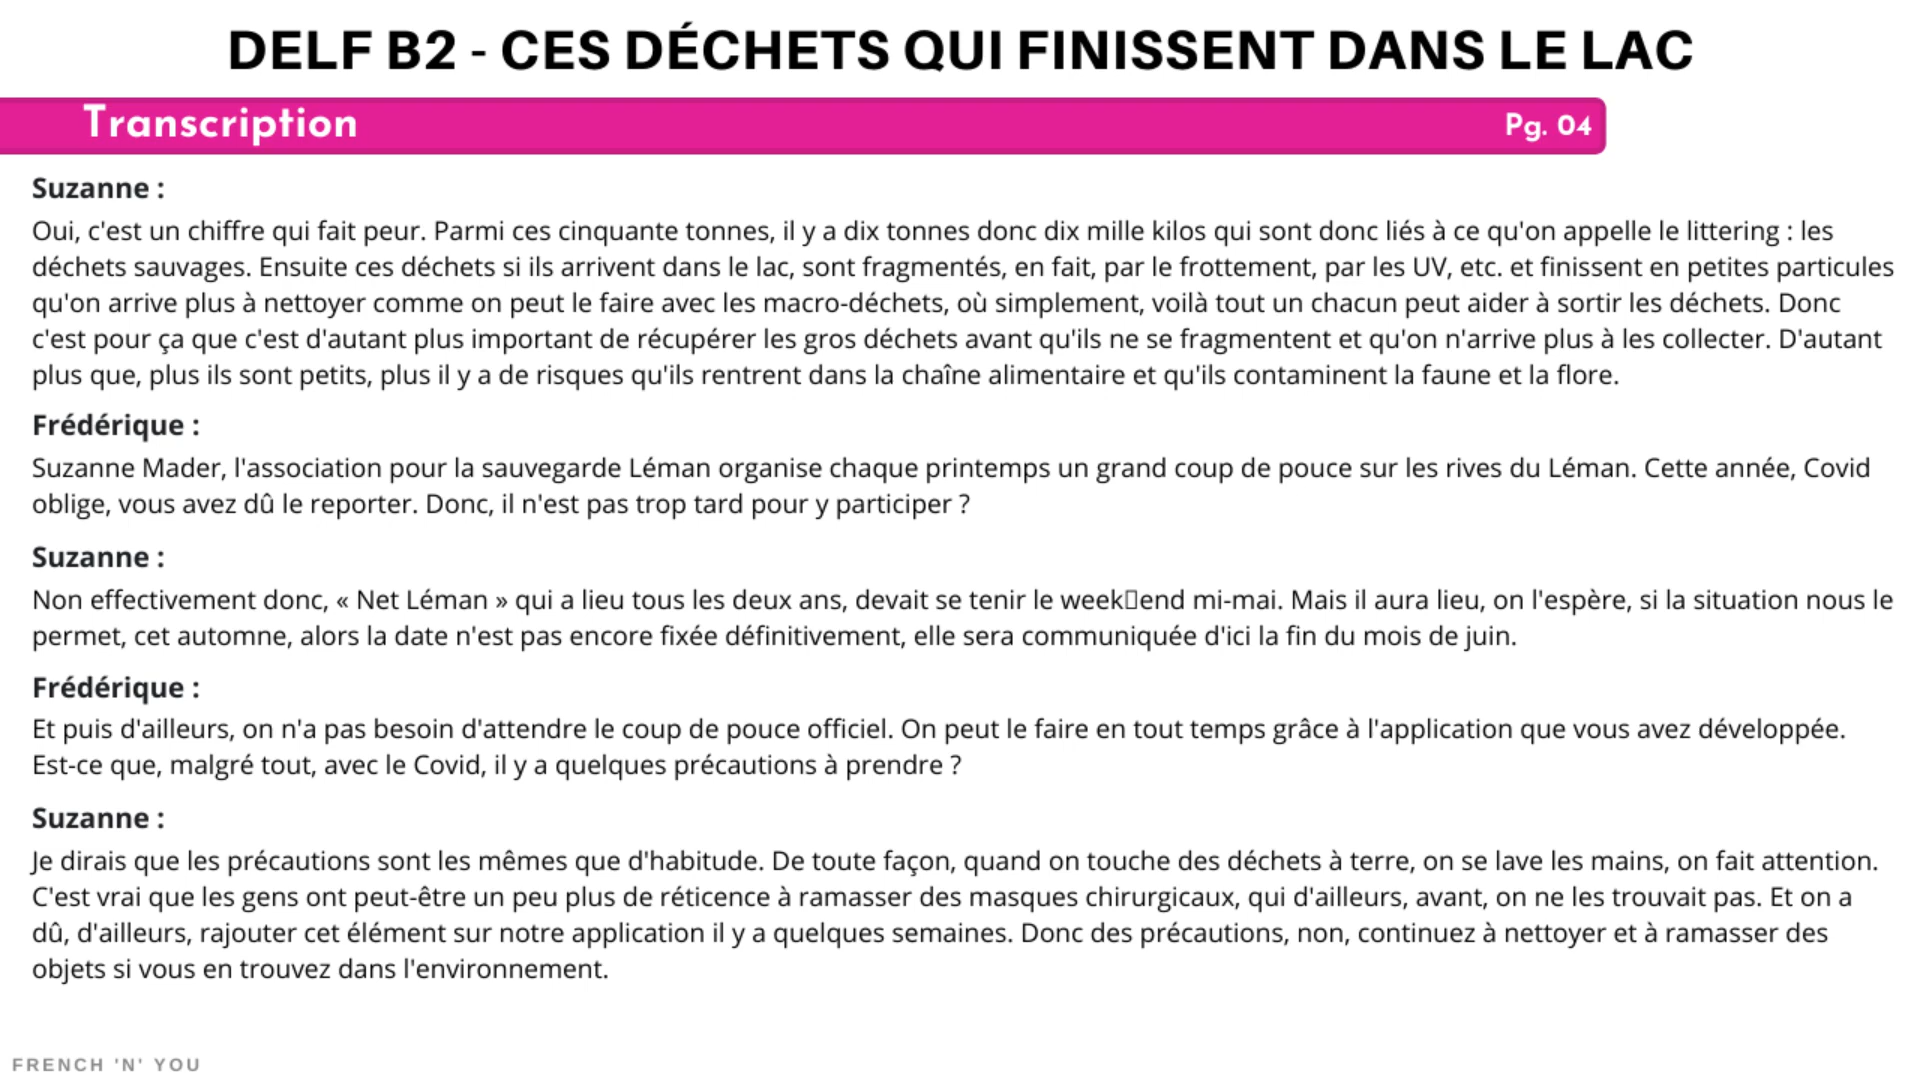 DELF B2 - CES DÉCHETS QUI FINISSENT DANS LE LAC
Transcription
Pg. 04
Suzanne :
Oui, c'est un chiffre qui fait peur. Parmi ces cinquante tonnes, il y a dix tonnes donc dix mille kilos qui sont donc liés à ce qu'on appelle le littering : les
déchets sauvages. Ensuite ces déchets si ils arrivent dans le lac, sont fragmentés, en fait, par le frottement, par les UV, etc. et finissent en petites particules
qu'on arrive plus à nettoyer comme on peut le faire avec les macro-déchets, où simplement, voilà tout un chacun peut aider à sortir les déchets. Donc
c'est pour ça que c'est d'autant plus important de récupérer les gros déchets avant qu'ils ne se fragmentent et qu'on n'arrive plus à les collecter. D'autant
plus que, plus ils sont petits, plus il y a de risques qu'ils rentrent dans la chaîne alimentaire et qu'ils contaminent la faune et la flore.
Frédérique :
Suzanne Mader, l'association pour la sauvegarde Léman organise chaque printemps un grand coup de pouce sur les rives du Léman. Cette année, Covid
oblige, vous avez dû le reporter. Donc, il n'est pas trop tard pour y participer ?
Suzanne :
Non effectivement donc, « Net Léman » qui a lieu tous les deux ans, devait se tenir le week▯end mi-mai. Mais il aura lieu, on l'espère, si la situation nous le
permet, cet automne, alors la date n'est pas encore fixée définitivement, elle sera communiquée d'ici la fin du mois de juin.
Frédérique :
Et puis d'ailleurs, on n'a pas besoin d'attendre le coup de pouce officiel. On peut le faire en tout temps grâce à l'application que vous avez développée.
Est-ce que, malgré tout, avec le Covid, il y a quelques précautions à prendre ?
Suzanne :
Je dirais que les précautions sont les mêmes que d'habitude. De toute façon, quand on touche des déchets à terre, on se lave les mains, on fait attention.
C'est vrai que les gens ont peut-être un peu plus de réticence à ramasser des masques chirurgicaux, qui d'ailleurs, avant, on ne les trouvait pas. Et on a
dû, d'ailleurs, rajouter cet élément sur notre application il y a quelques semaines. Donc des précautions, non, continuez à nettoyer et à ramasser des
objets si vous en trouvez dans l'environnement.
FRENCH 'N' YOU